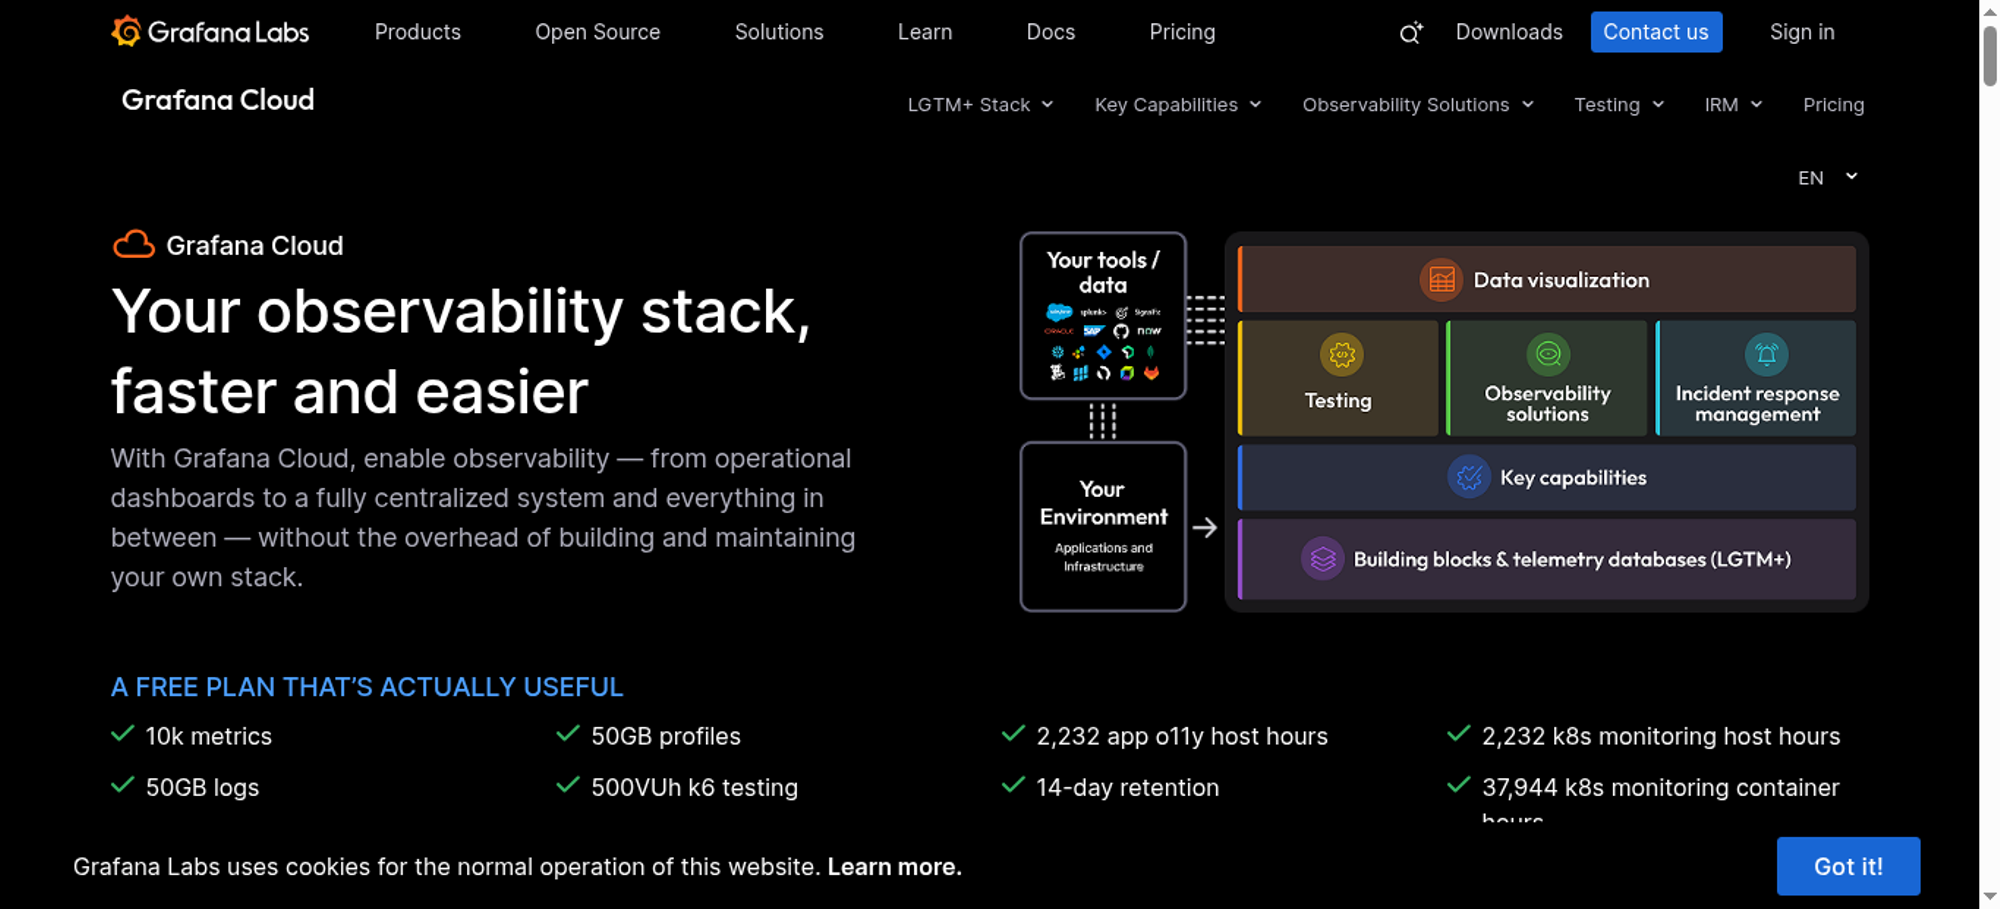 Grafana Labs
Products
Open Source
Solutions
Learn
Docs
Pricing
Downloads
Contact us
Sign in
Grafana Cloud
LGTM+ Stack
Key Capabilities
Observability Solutions
Testing
IRM
Pricing
EN
Grafana Cloud
Your observability stack,
faster and easier
With Grafana Cloud, enable observability — from operational
dashboards to a fully centralized system and everything in
between — without the overhead of building and maintaining
your own stack.
Your tools /
data
splunk>
SignalFx
ORACLE
SAP
now
Your
Environment
Applications and
Infrastructure
Data visualization
Testing
Observability
solutions
Incident response
management
Key capabilities
Building blocks & telemetry databases (LGTM+)
A FREE PLAN THAT’S ACTUALLY USEFUL
10k metrics
50GB profiles
2,232 app o11y host hours
2,232 k8s monitoring host hours
50GB logs
500VUh k6 testing
14-day retention
37,944 k8s monitoring container
hours
Grafana Labs uses cookies for the normal operation of this website. Learn more.
Got it!